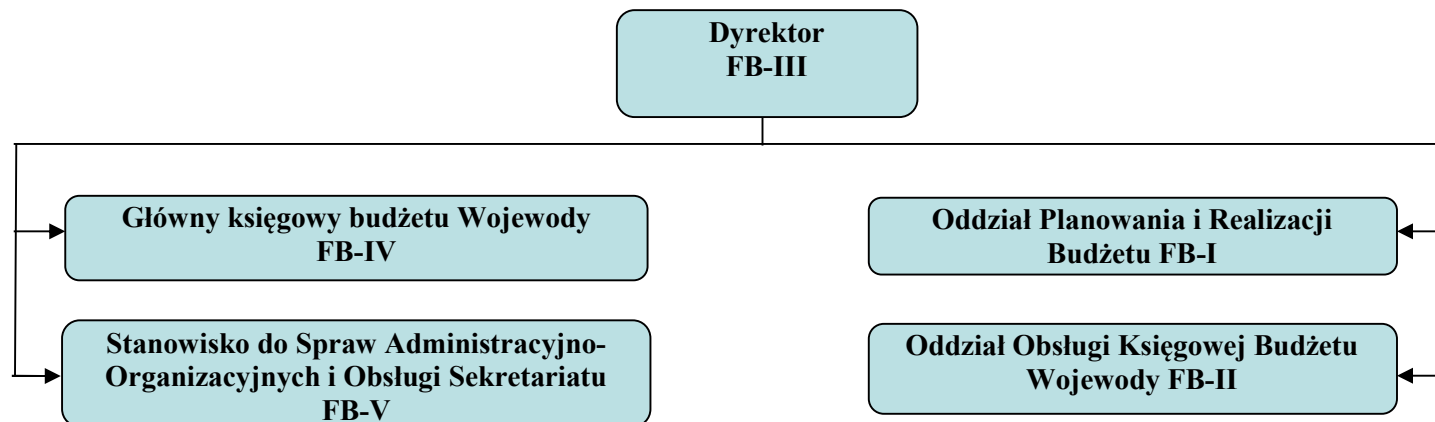 Dyrektor
FB-III
Główny księgowy budżetu Wojewody
FB-IV
Oddział Planowania i Realizacji
Budżetu FB-I
Stanowisko do Spraw Administracyjno-
Organizacyjnych i Obsługi Sekretariatu
FB-V
Oddział Obsługi Księgowej Budżetu
Wojewody FB-II